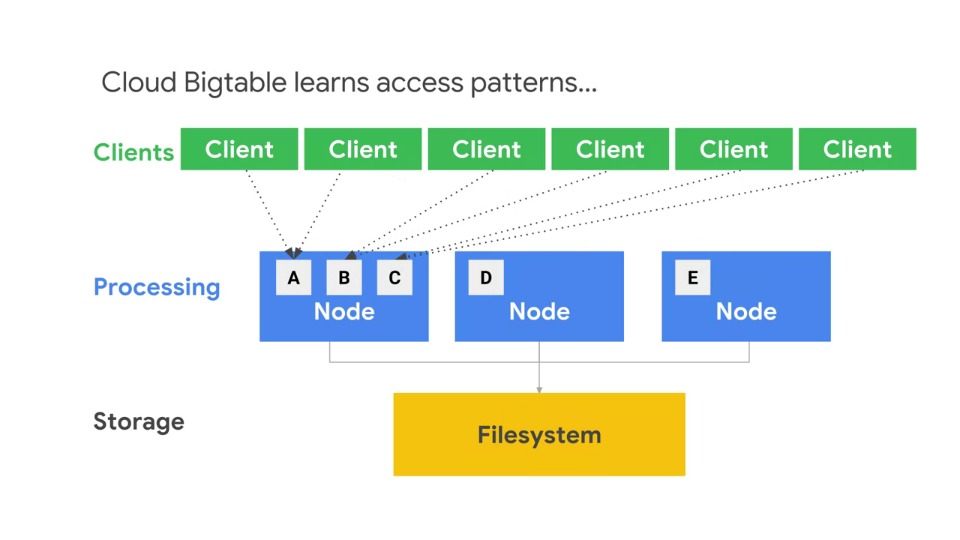 Cloud Bigtable learns access patterns...
Clients Client Client Client Client Client Client
Processing
A B C D E
Node Node Node
Storage
Filesystem